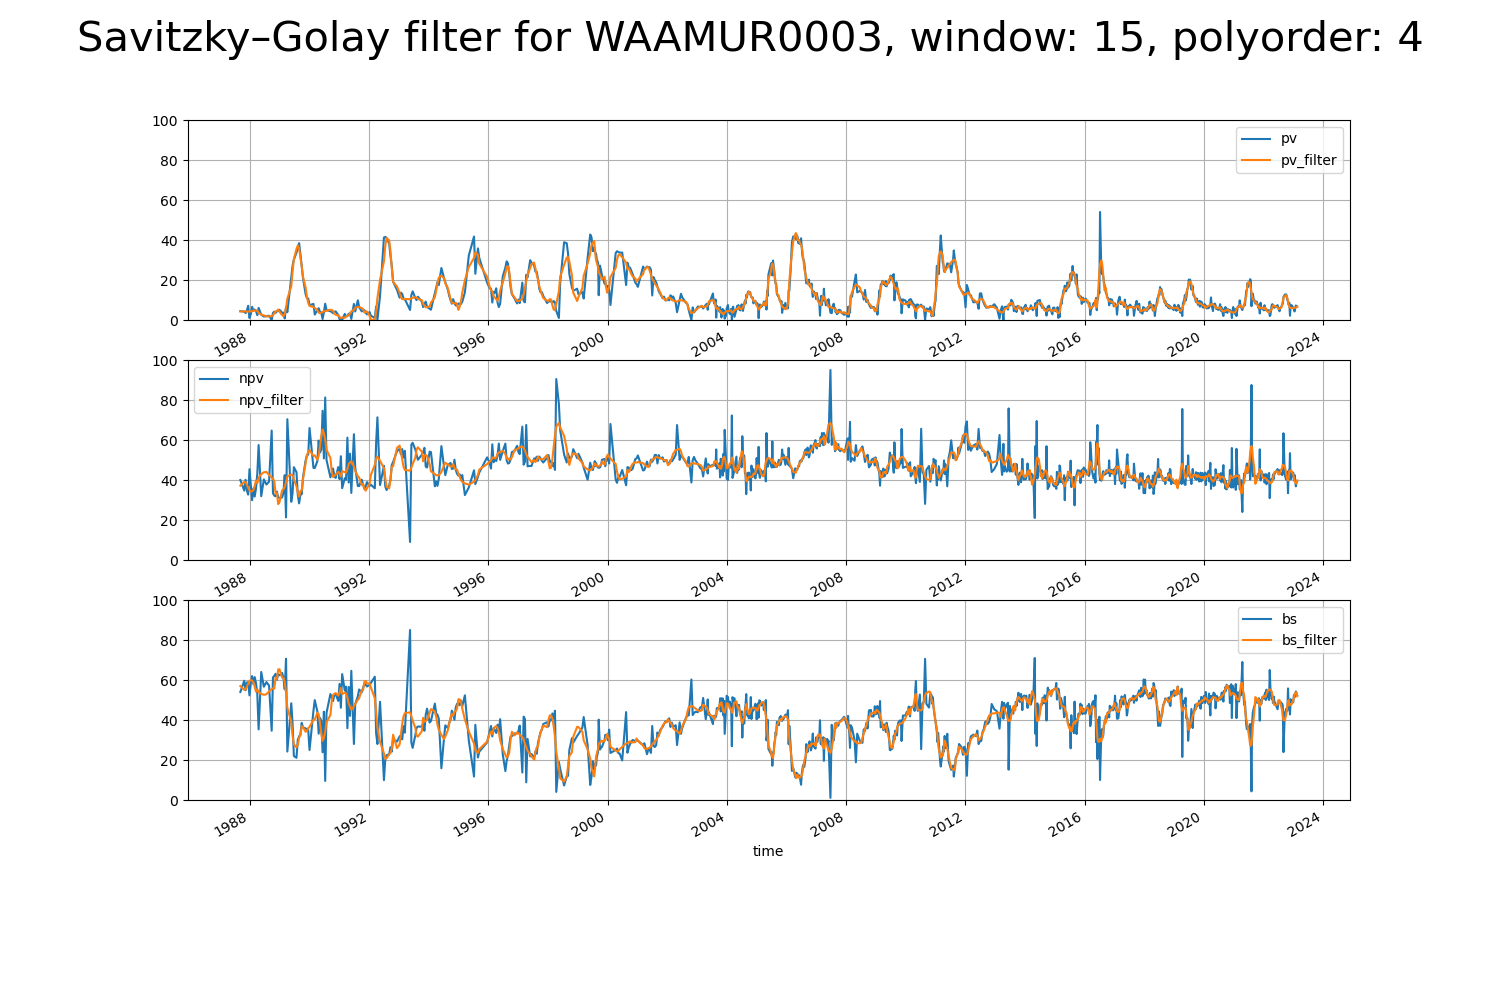 Savitzky–Golay filter for WAAMUR0003, window: 15, polyorder: 4
100
80
60
40
20
0
pv
pv_filter
1988 1992 1996 2000 2004 2008 2012 2016 2020 2024
100
80
60
40
20
0
npv
npv_filter
1988 1992 1996 2000 2004 2008 2012 2016 2020 2024
100
80
60
40
20
0
bs
bs_filter
1988 1992 1996 2000 2004 2008 2012 2016 2020 2024
time